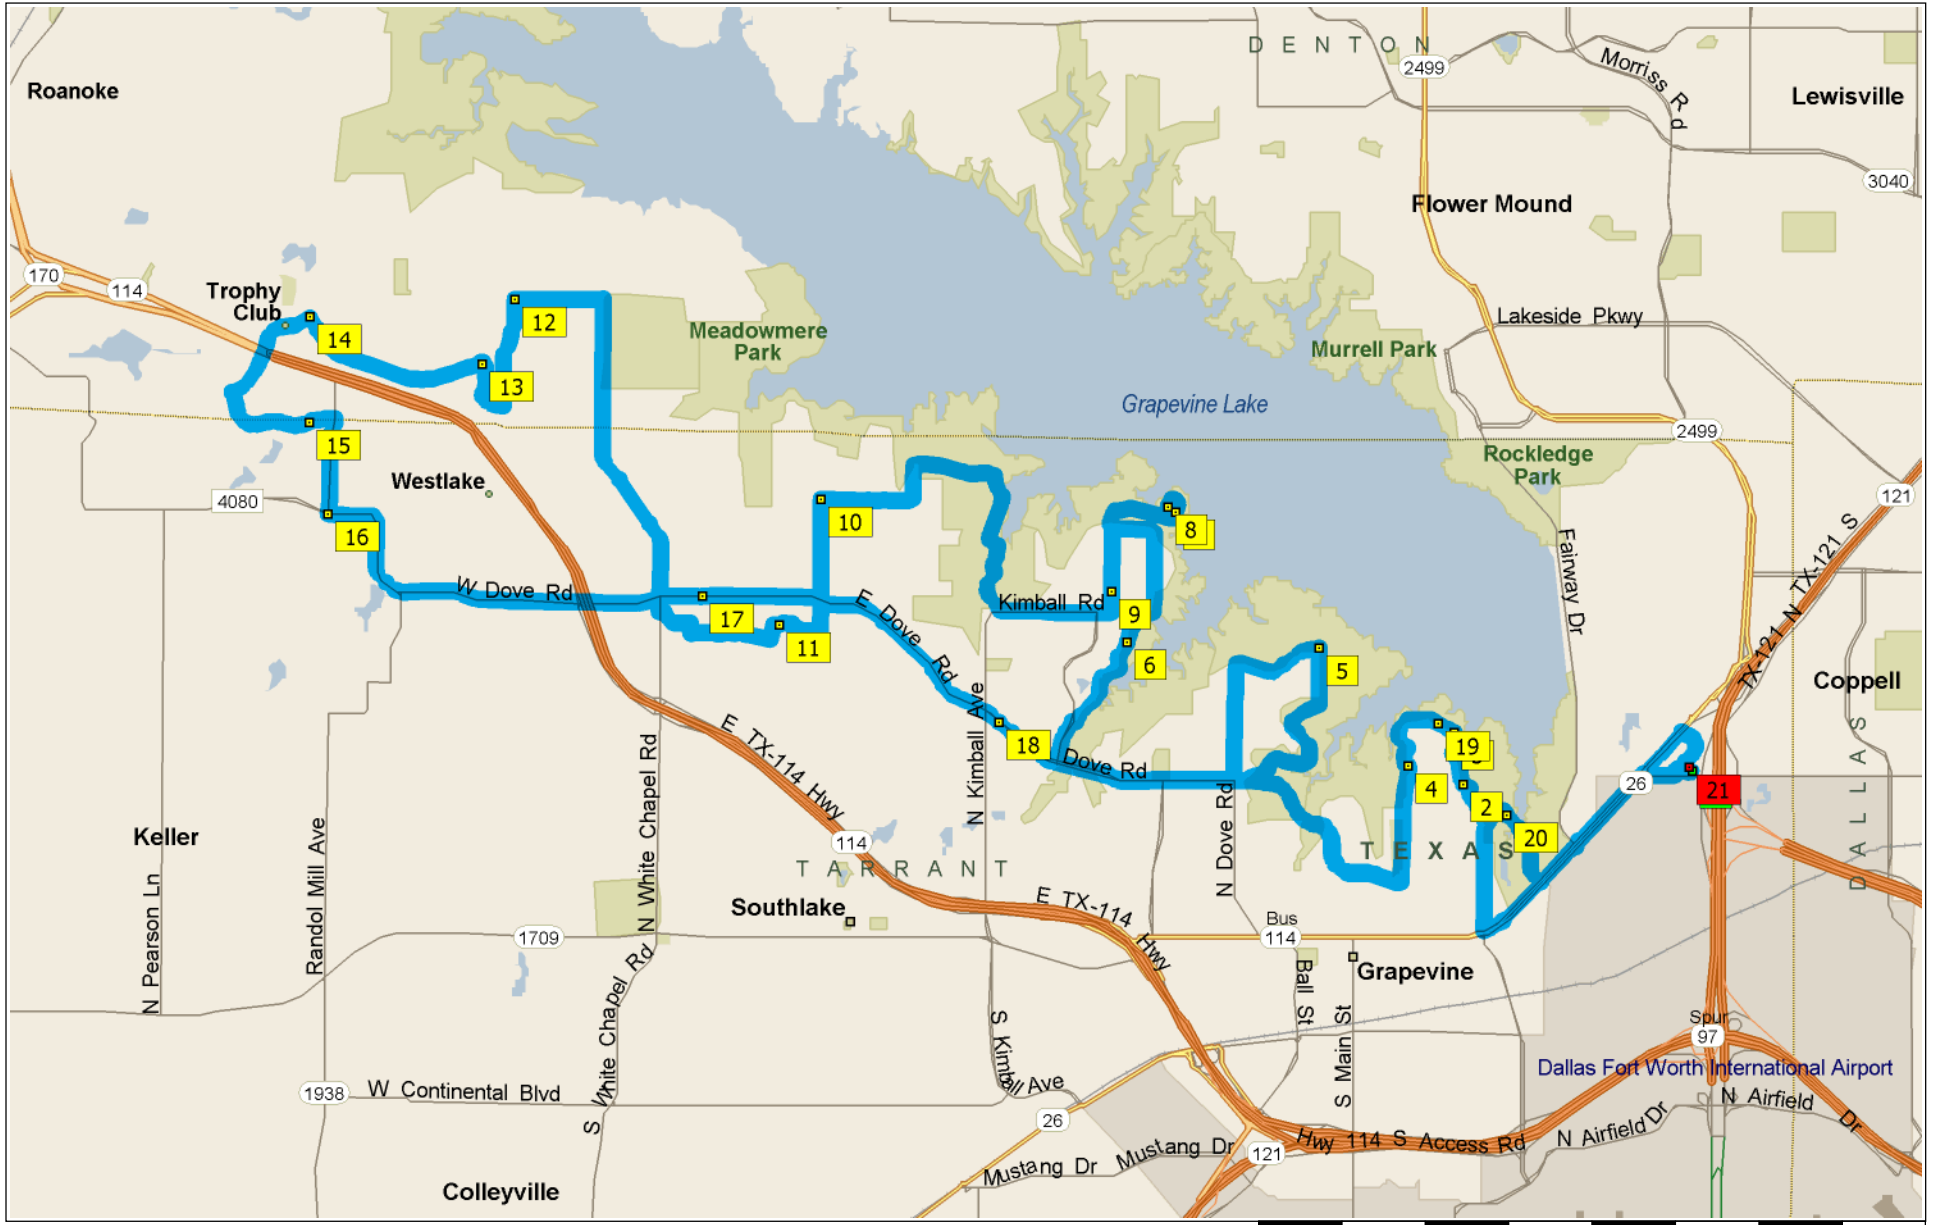 DENTON
2499
Morriss Rd
Roanoke
Lewisville
3040
Flower Mound
170
114
Trophy
Club
12
14
Meadowmere
Park
Lakeside Pkwy
Murrell Park
13
Grapevine Lake
2499
15
Rockledge
Park
Westlake
4080
121
10
8
16
TX-121 N TX-121 S
Fairway Dr
W Dove Rd
E Dove Rd
Kimball Rd
17
9
11
6
5
Coppell
N Kimball Ave
18
Dove Rd
19
E TX-114 Hwy
N White Chapel Rd
4
26
21
2
N Dove Rd
20
Keller
114
TARRANT
TEXAS
DALLAS
N Pearson Ln
Randol Mill Ave
Southlake
E TX-114 Hwy
Bus
114
1709
Grapevine
S White Chapel Rd
Ball St
S Main St
S Kimball Ave
Spur
97
Dallas Fort Worth International Airport
1938
W Continental Blvd
N Airfield Dr
26
Hwy 114 S Access Rd
N Airfield Dr
Mustang Dr
Mustang Dr
121
Colleyville